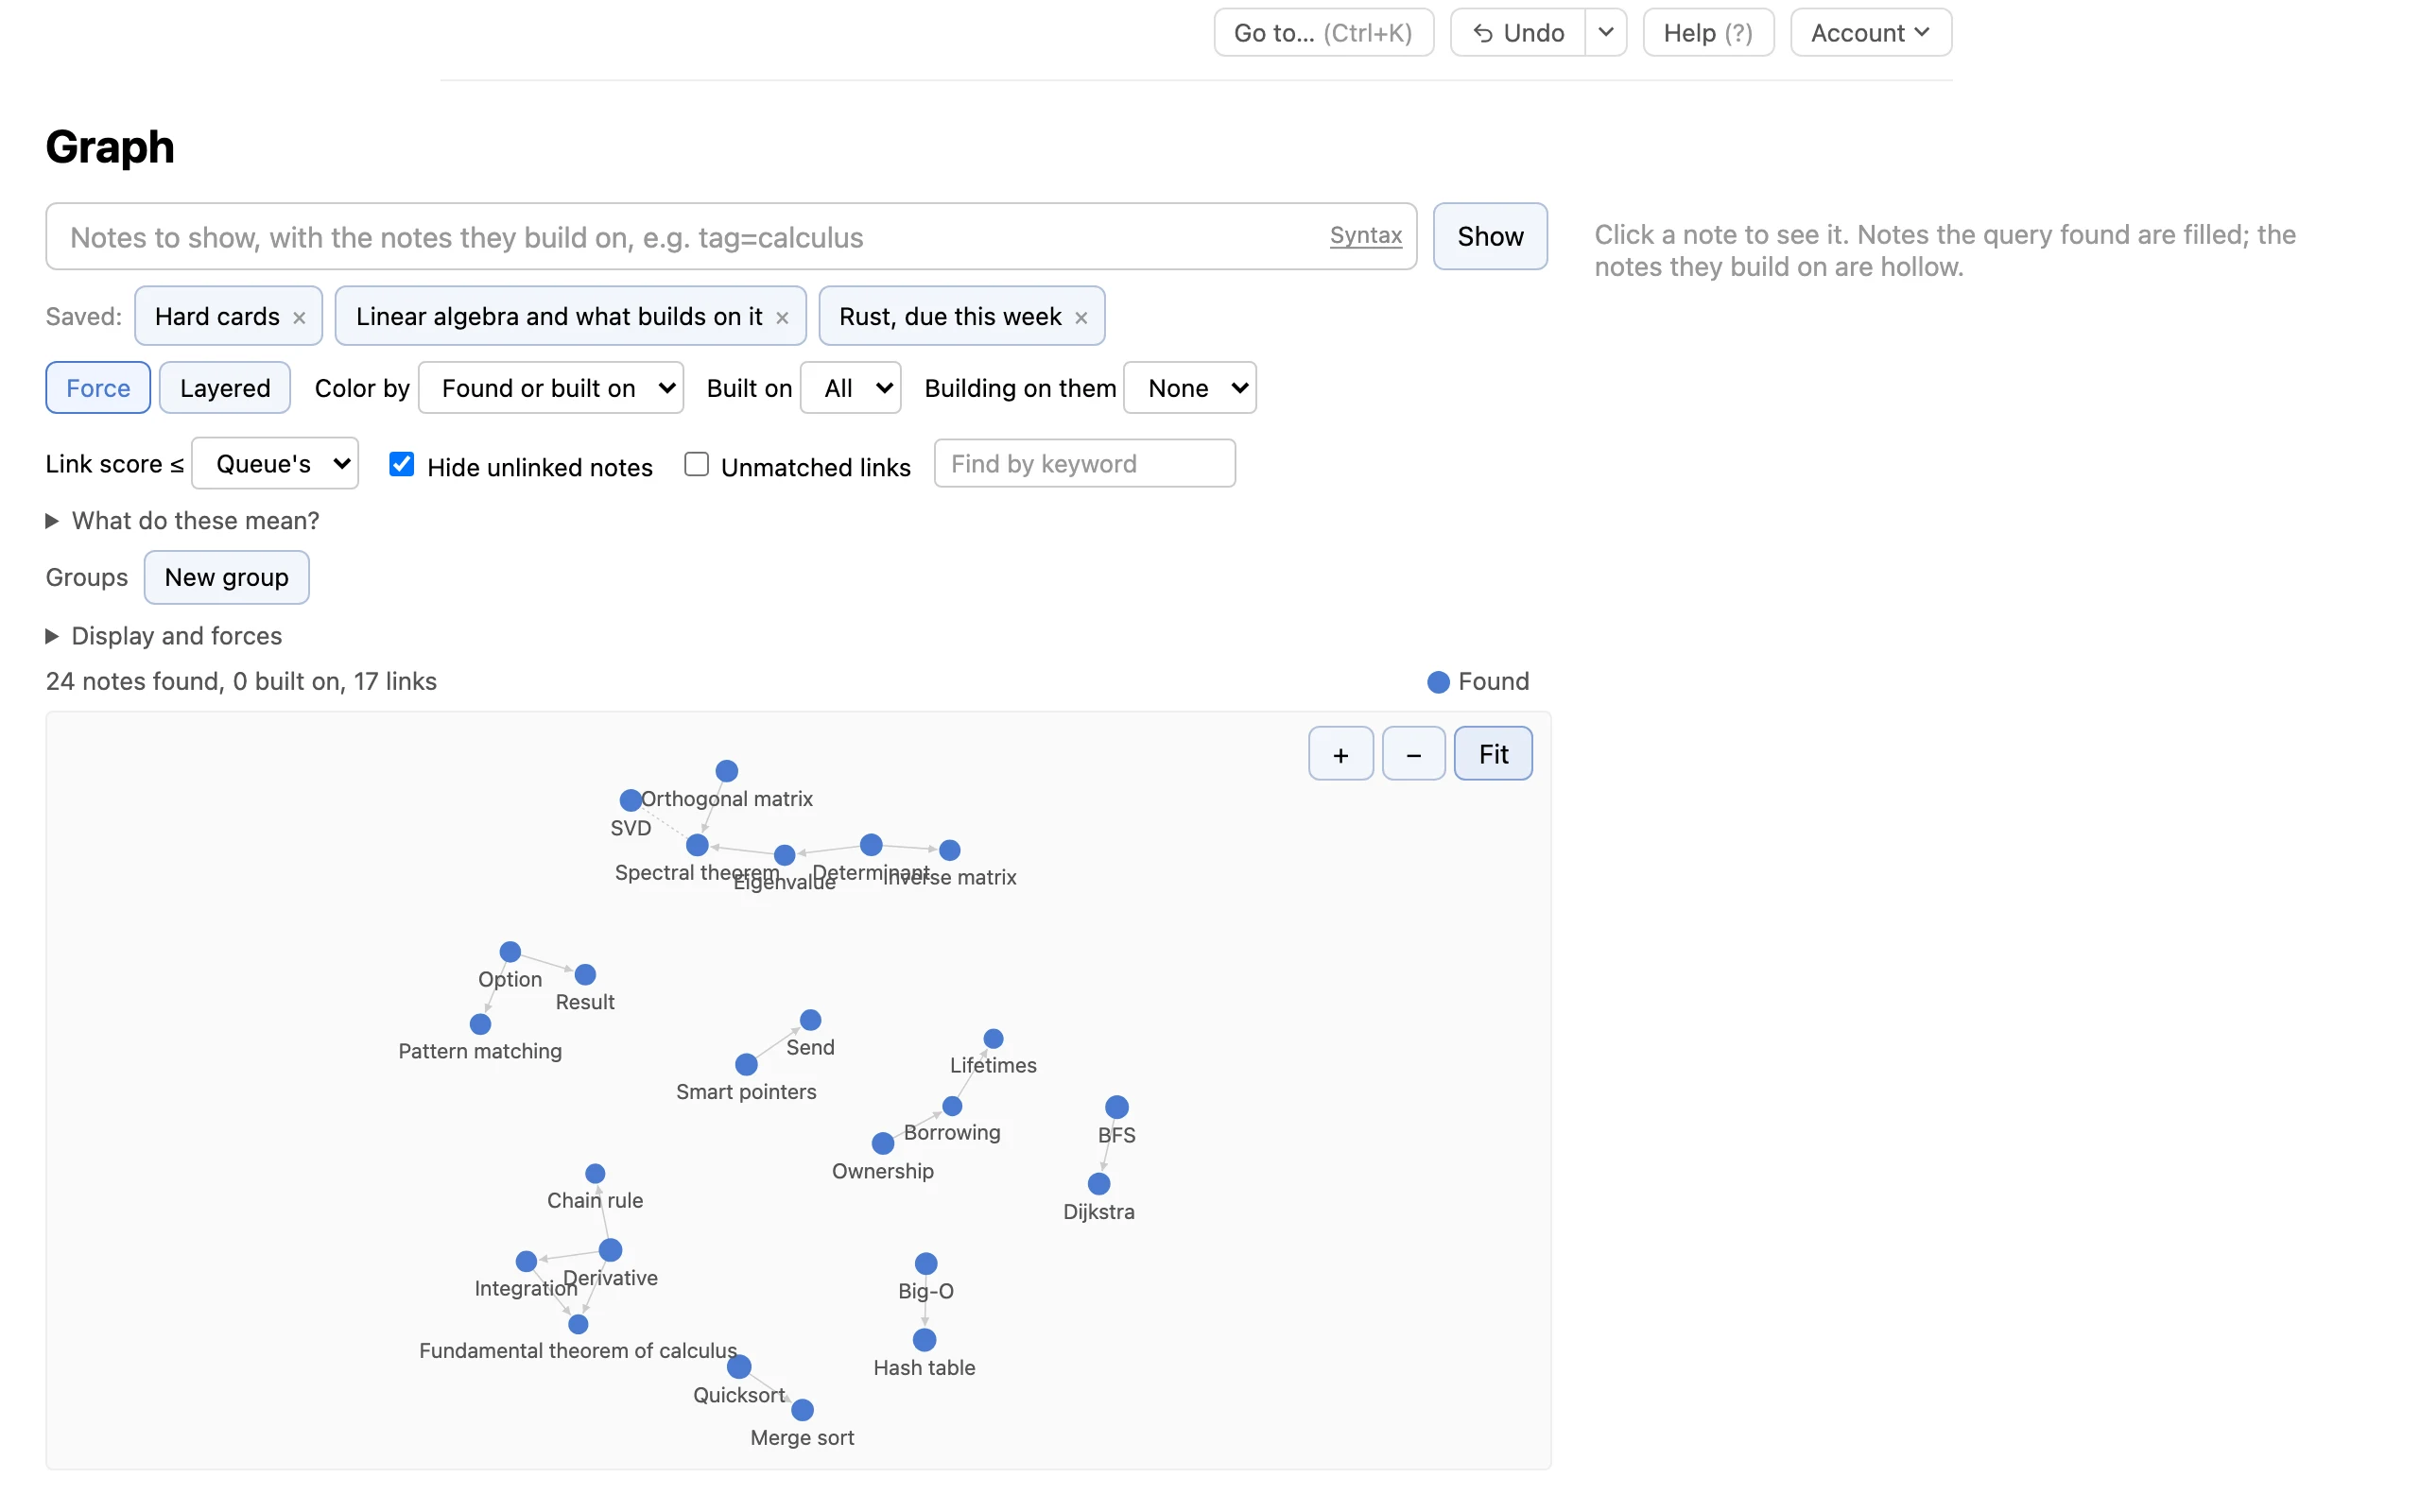 Go to... (Ctrl+K) Undo Help (?) Account
Graph
Notes to show, with the notes they build on, e.g. tag=calculus Syntax Show
Click a note to see it. Notes the query found are filled; the
notes they build on are hollow.
Saved: Hard cards × Linear algebra and what builds on it × Rust, due this week ×
Force Layered Color by Found or built on Built on All Building on them None
Link score ≤ Queue's Hide unlinked notes Unmatched links Find by keyword
What do these mean?
Groups New group
Display and forces
24 notes found, 0 built on, 17 links Found
+ – Fit
Orthogonal matrix
SVD
Spectral theorem
Eigenvalue
Determinant
Inverse matrix
Option
Result
Pattern matching
Send
Smart pointers
Lifetimes
Borrowing
Ownership
BFS
Dijkstra
Chain rule
Derivative
Integration
Fundamental theorem of calculus
Big-O
Hash table
Quicksort
Merge sort